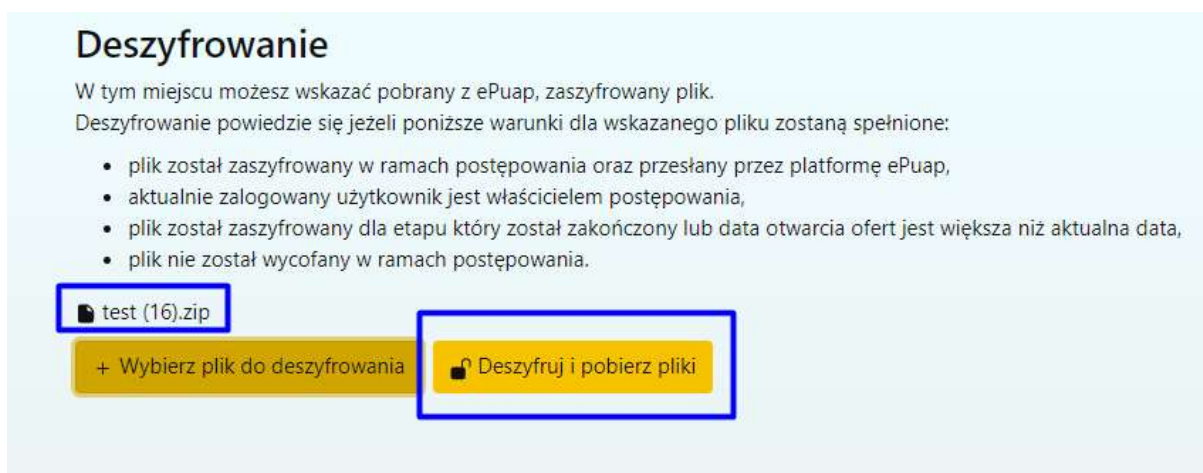 Deszyfrowanie
W tym miejscu możesz wskazać pobrany z ePuap, zaszyfrowany plik.
Deszyfrowanie powiedzie się jeżeli poniższe warunki dla wskazanego pliku zostaną spełnione:
• plik został zaszyfrowany w ramach postępowania oraz przesłany przez platformę ePuap,
• aktualnie zalogowany użytkownik jest właścicielem postępowania,
• plik został zaszyfrowany dla etapu który został zakończony lub data otwarcia ofert jest większa niż aktualna data,
• plik nie został wycofany w ramach postępowania.
test (16).zip
+ Wybierz plik do deszyfrowania Deszyfruj i pobierz pliki